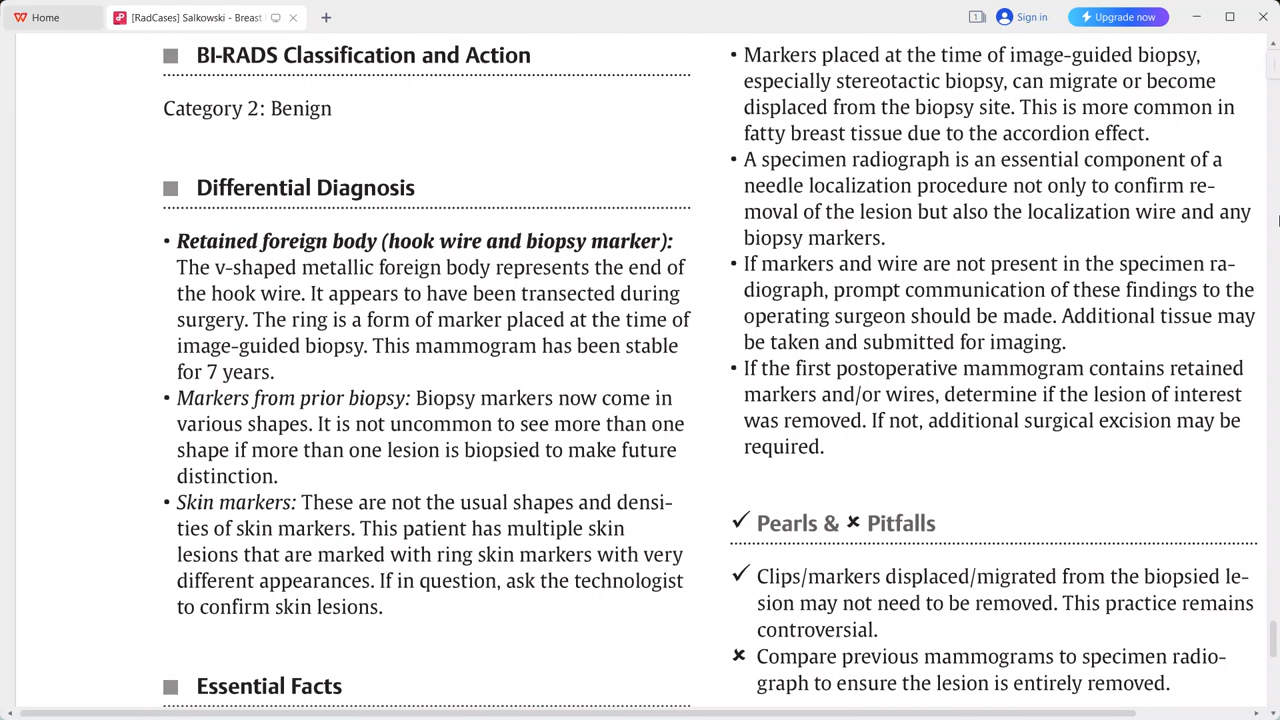 Home
[RadCases] Salkowski - Breast
1
Sign in
Upgrade now
BI-RADS Classification and Action
Category 2: Benign
Differential Diagnosis
• Retained foreign body (hook wire and biopsy marker):
The v-shaped metallic foreign body represents the end of
the hook wire. It appears to have been transected during
surgery. The ring is a form of marker placed at the time of
image-guided biopsy. This mammogram has been stable
for 7 years.
• Markers from prior biopsy: Biopsy markers now come in
various shapes. It is not uncommon to see more than one
shape if more than one lesion is biopsied to make future
distinction.
• Skin markers: These are not the usual shapes and densi-
ties of skin markers. This patient has multiple skin
lesions that are marked with ring skin markers with very
different appearances. If in question, ask the technologist
to confirm skin lesions.
Essential Facts
• Markers placed at the time of image-guided biopsy,
especially stereotactic biopsy, can migrate or become
displaced from the biopsy site. This is more common in
fatty breast tissue due to the accordion effect.
• A specimen radiograph is an essential component of a
needle localization procedure not only to confirm re-
moval of the lesion but also the localization wire and any
biopsy markers.
• If markers and wire are not present in the specimen ra-
diograph, prompt communication of these findings to the
operating surgeon should be made. Additional tissue may
be taken and submitted for imaging.
• If the first postoperative mammogram contains retained
markers and/or wires, determine if the lesion of interest
was removed. If not, additional surgical excision may be
required.
✓ Pearls & ✗ Pitfalls
✓ Clips/markers displaced/migrated from the biopsied le-
sion may not need to be removed. This practice remains
controversial.
✗ Compare previous mammograms to specimen radio-
graph to ensure the lesion is entirely removed.